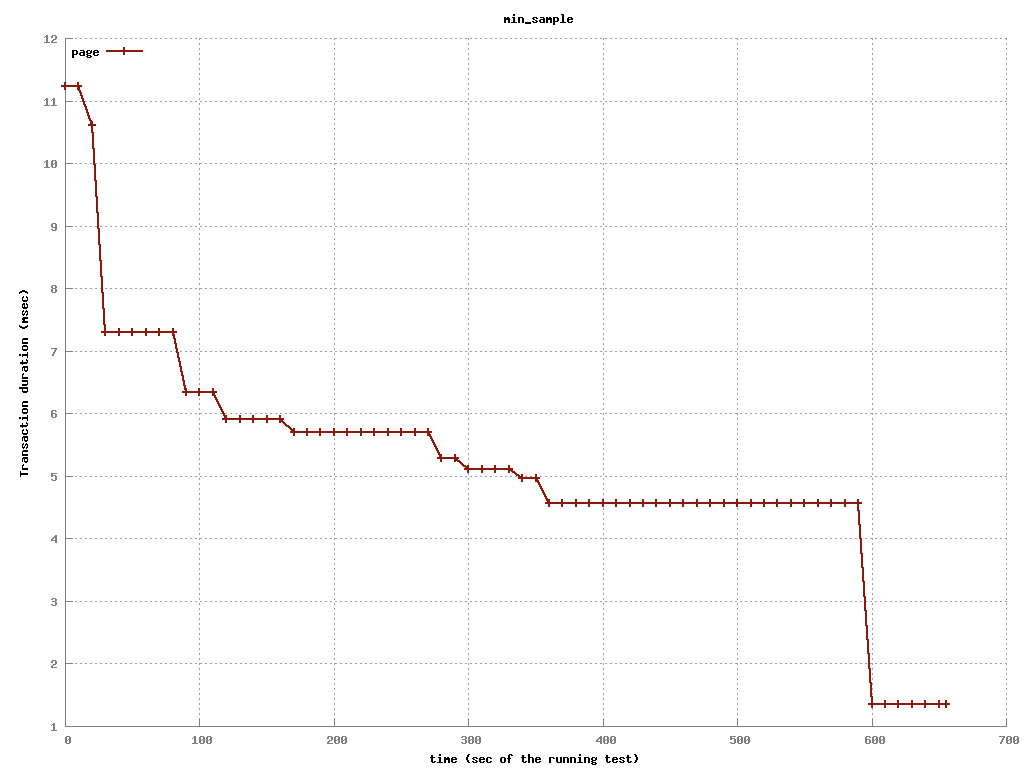 min_sample
page
12
11
10
9
8
7
6
5
4
3
2
1
Transaction duration (msec)
0 100 200 300 400 500 600 700
time (sec of the running test)